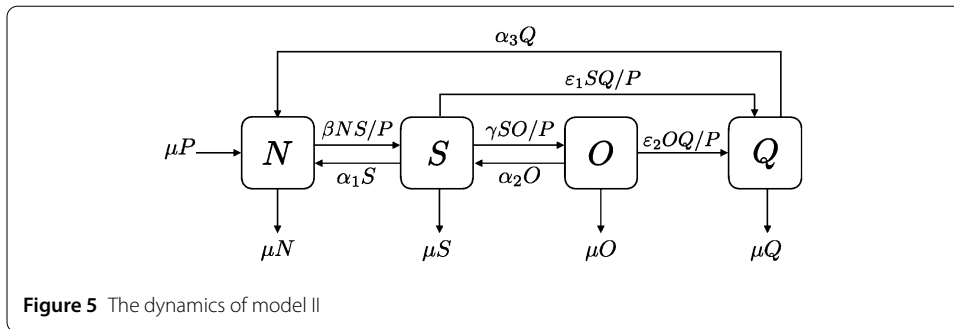 α₃Q
ε₁SQ/P
μP
N
βNS/P
α₁S
S
γSO/P
α₂O
O
ε₂OQ/P
Q
μN
μS
μO
μQ
Figure 5 The dynamics of model II